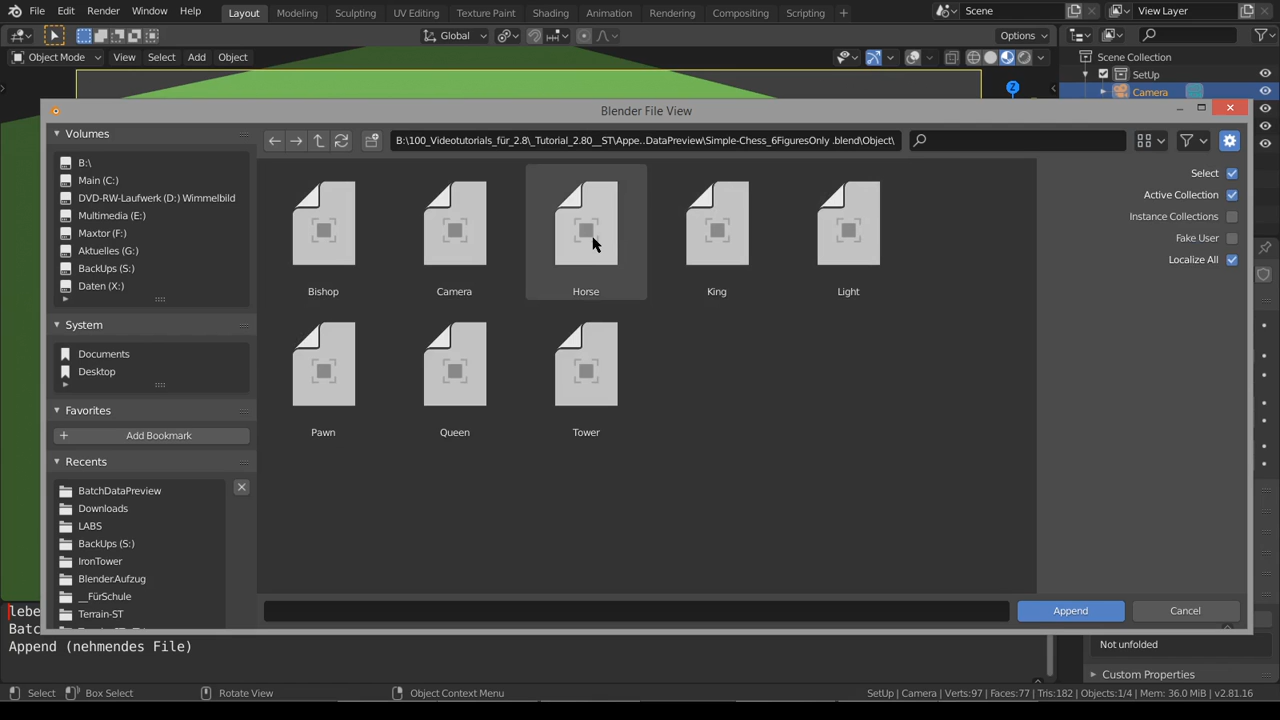 File Edit Render Window Help Layout Modeling Sculpting UV Editing Texture Paint Shading Animation Rendering Compositing Scripting Scene View Layer
Global Options
Object Mode View Select Add Object Scene Collection
SetUp
Camera
Blender File View
Volumes
B:\100_Videotutorials_für_2.8\_Tutorial_2.80__ST\Appe..DataPreview\Simple-Chess_6FiguresOnly .blend\Object\
B:\
Main (C:)
DVD-RW-Laufwerk (D:) Wimmelbild
Multimedia (E:)
Maxtor (F:)
Aktuelles (G:)
BackUps (S:)
Daten (X:)
System
Documents
Desktop
Favorites
Add Bookmark
Recents
BatchDataPreview
Downloads
LABS
BackUps (S:)
IronTower
Blender.Aufzug
__FürSchule
Terrain-ST
Bishop Camera Horse King Light
Pawn Queen Tower
Select
Active Collection
Instance Collections
Fake User
Localize All
Append Cancel
lebe
Batc
Append (nehmendes File)
Z
Not unfolded
Custom Properties
Select Box Select Rotate View Object Context Menu SetUp | Camera | Verts:97 | Faces:77 | Tris:182 | Objects:1/4 | Mem: 36.0 MiB | v2.81.16